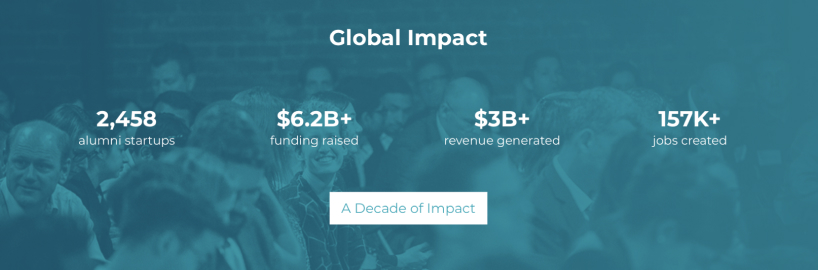 Global Impact
2,458
alumni startups
$6.2B+
funding raised
$3B+
revenue generated
157K+
jobs created
A Decade of Impact